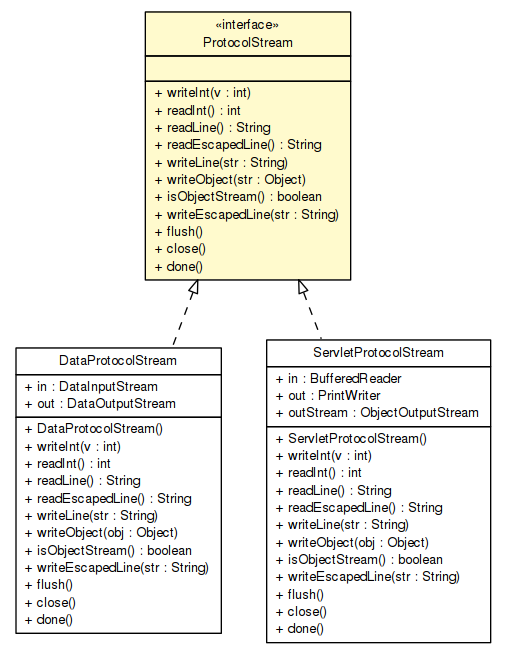 «interface»
ProtocolStream
+ writeInt(v : int)
+ readInt() : int
+ readLine() : String
+ readEscapedLine() : String
+ writeLine(str : String)
+ writeObject(str : Object)
+ isObjectStream() : boolean
+ writeEscapedLine(str : String)
+ flush()
+ close()
+ done()
DataProtocolStream
+ in : DataInputStream
+ out : DataOutputStream
+ DataProtocolStream()
+ writeInt(v : int)
+ readInt() : int
+ readLine() : String
+ readEscapedLine() : String
+ writeLine(str : String)
+ writeObject(obj : Object)
+ isObjectStream() : boolean
+ writeEscapedLine(str : String)
+ flush()
+ close()
+ done()
ServletProtocolStream
+ in : BufferedReader
+ out : PrintWriter
+ outStream : ObjectOutputStream
+ ServletProtocolStream()
+ writeInt(v : int)
+ readInt() : int
+ readLine() : String
+ readEscapedLine() : String
+ writeLine(str : String)
+ writeObject(obj : Object)
+ isObjectStream() : boolean
+ writeEscapedLine(str : String)
+ flush()
+ close()
+ done()